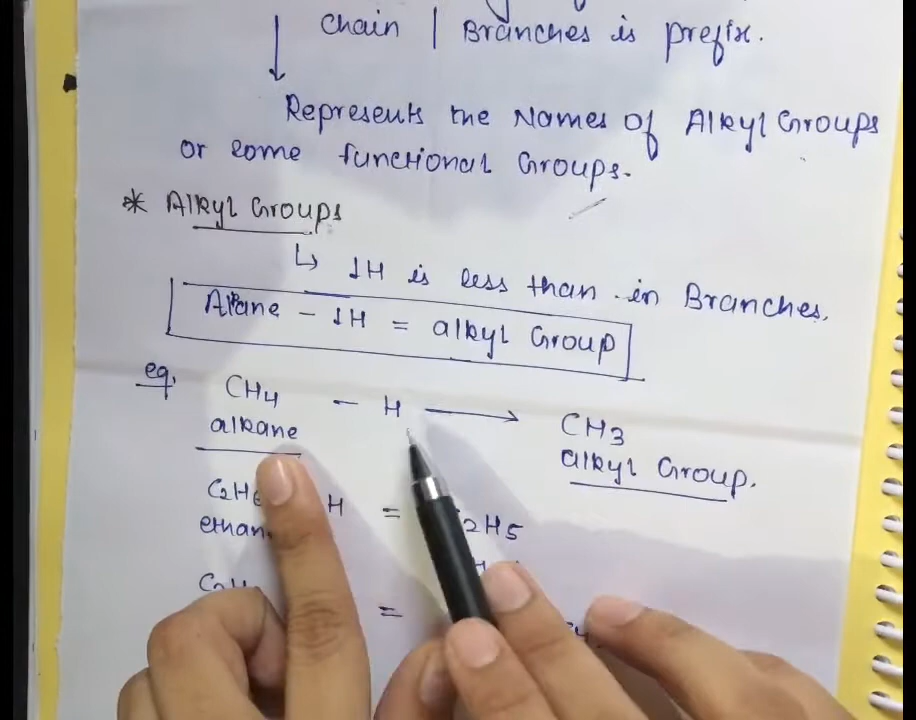 Chain | Branches is prefix.
Represents the Names of Alkyl Groups
or some functional Groups.
* Alkyl Groups
↳ 1H is less than in Branches.
Alkane - 1H = alkyl Group
eg.
CH4 - H → CH3
alkane
alkyl Group.
H =
2H5
=